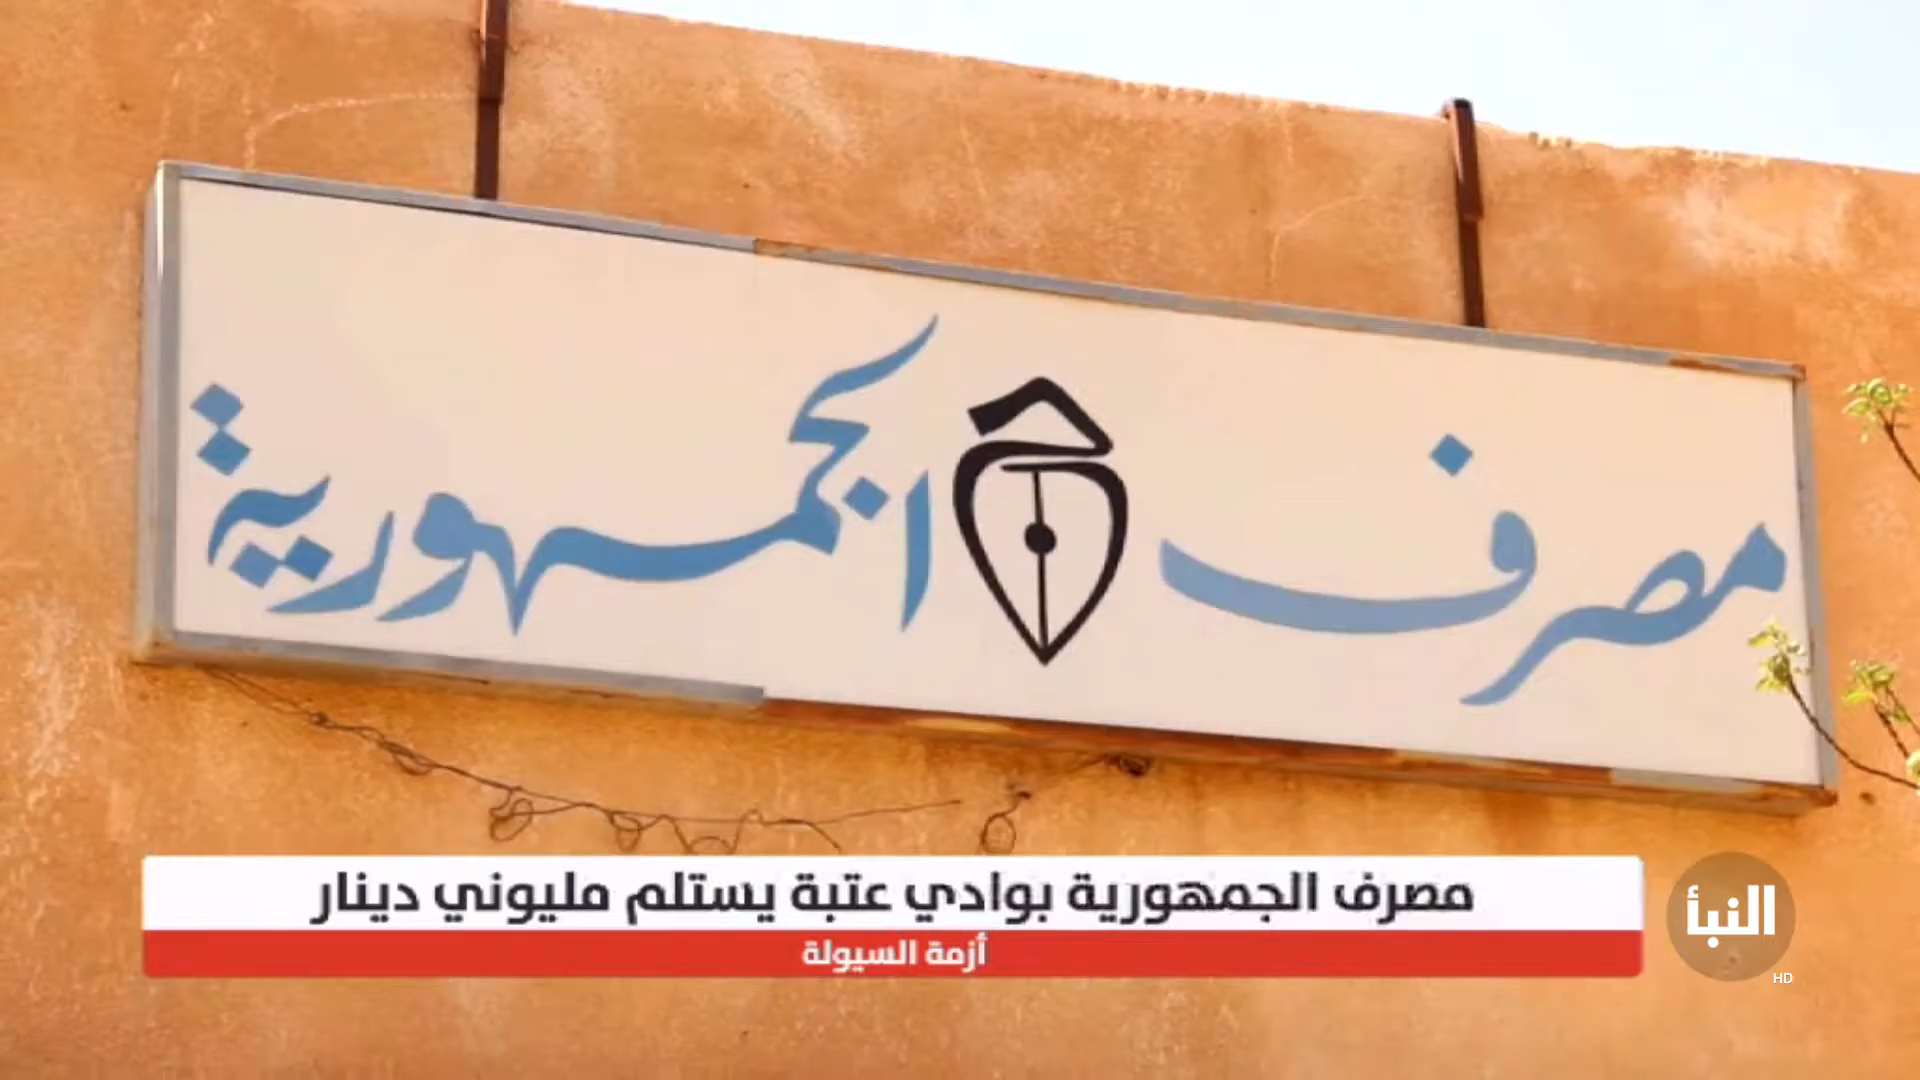 مصرف الجمهورية
مصرف الجمهورية بوادي عتبة يستلم مليوني دينار
أزمة السيولة
النبأ
HD